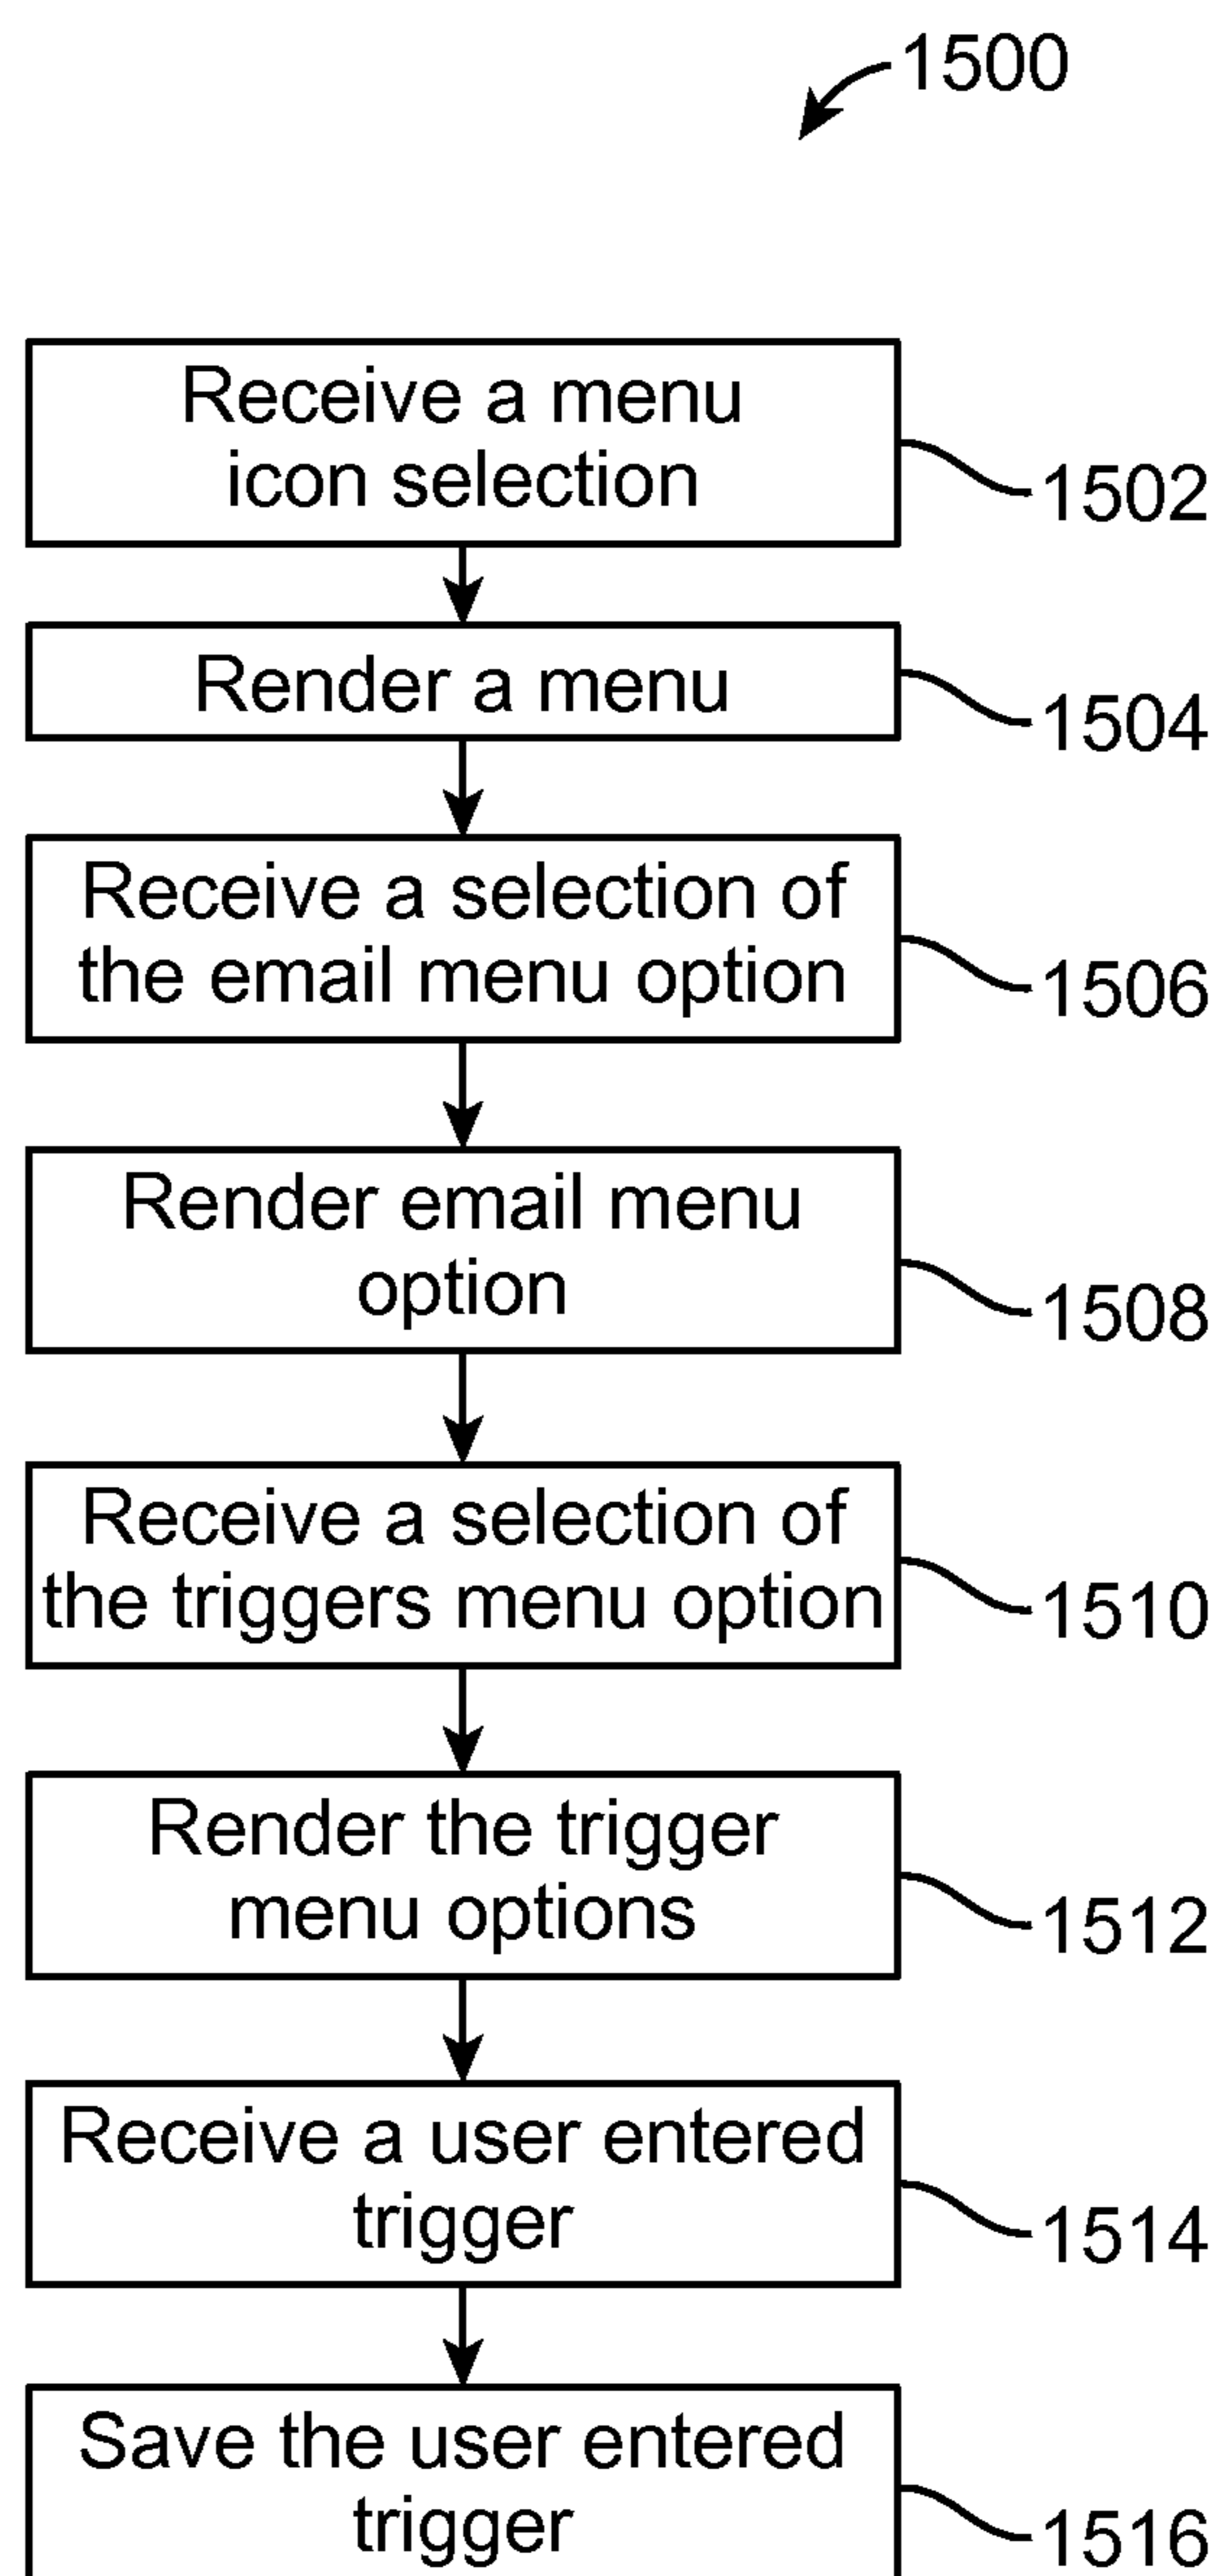 1500
Receive a menu
icon selection
1502
Render a menu
1504
Receive a selection of
the email menu option
1506
Render email menu
option
1508
Receive a selection of
the triggers menu option
1510
Render the trigger
menu options
1512
Receive a user entered
trigger
1514
Save the user entered
trigger
1516